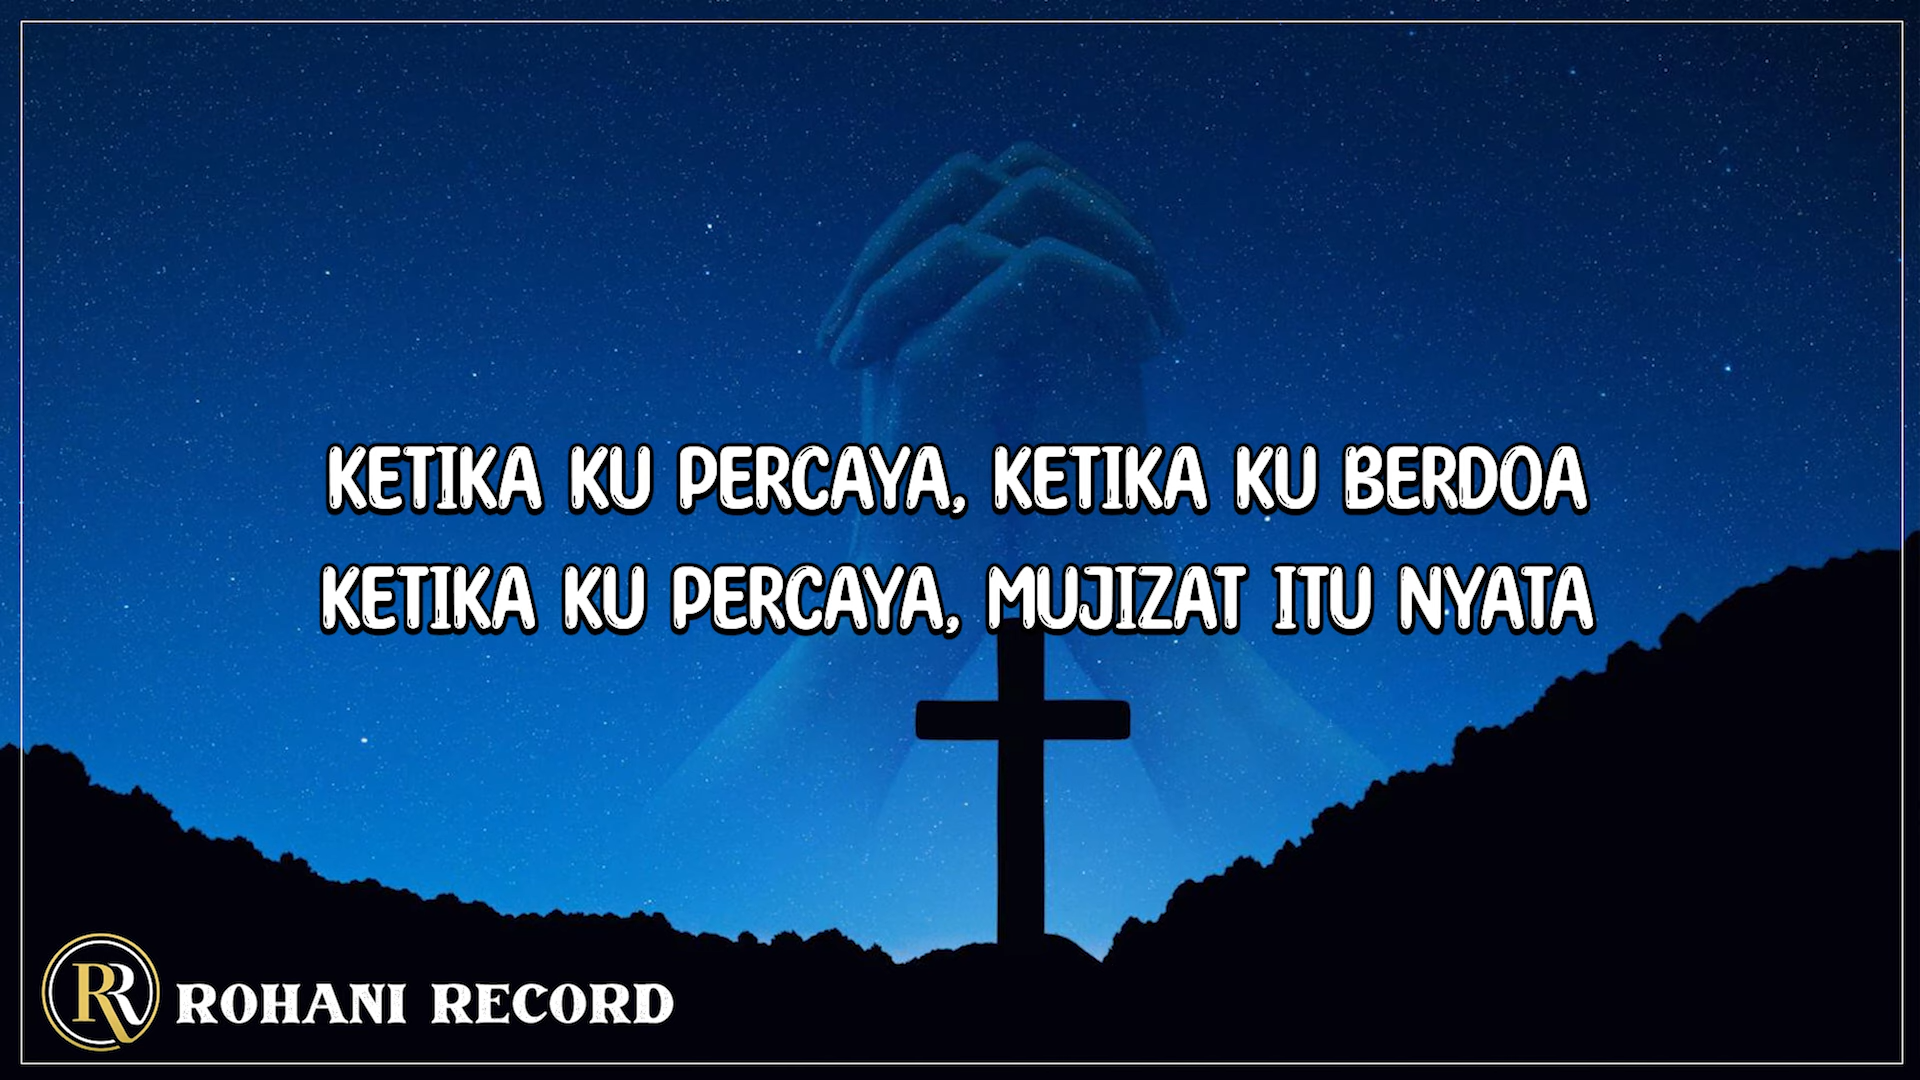 KETIKA KU PERCAYA, KETIKA KU BERDOA
KETIKA KU PERCAYA, MUJIZAT ITU NYATA
RR ROHANI RECORD